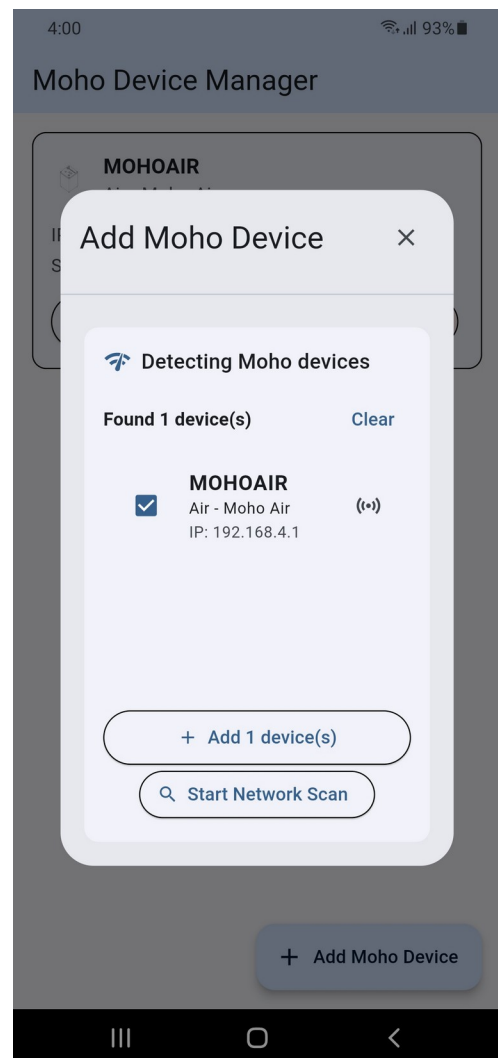 4:00
93%
Moho Device Manager
MOHOAIR
Add Moho Device
Detecting Moho devices
Found 1 device(s)
Clear
MOHOAIR
Air - Moho Air
IP: 192.168.4.1
+ Add 1 device(s)
Start Network Scan
+ Add Moho Device